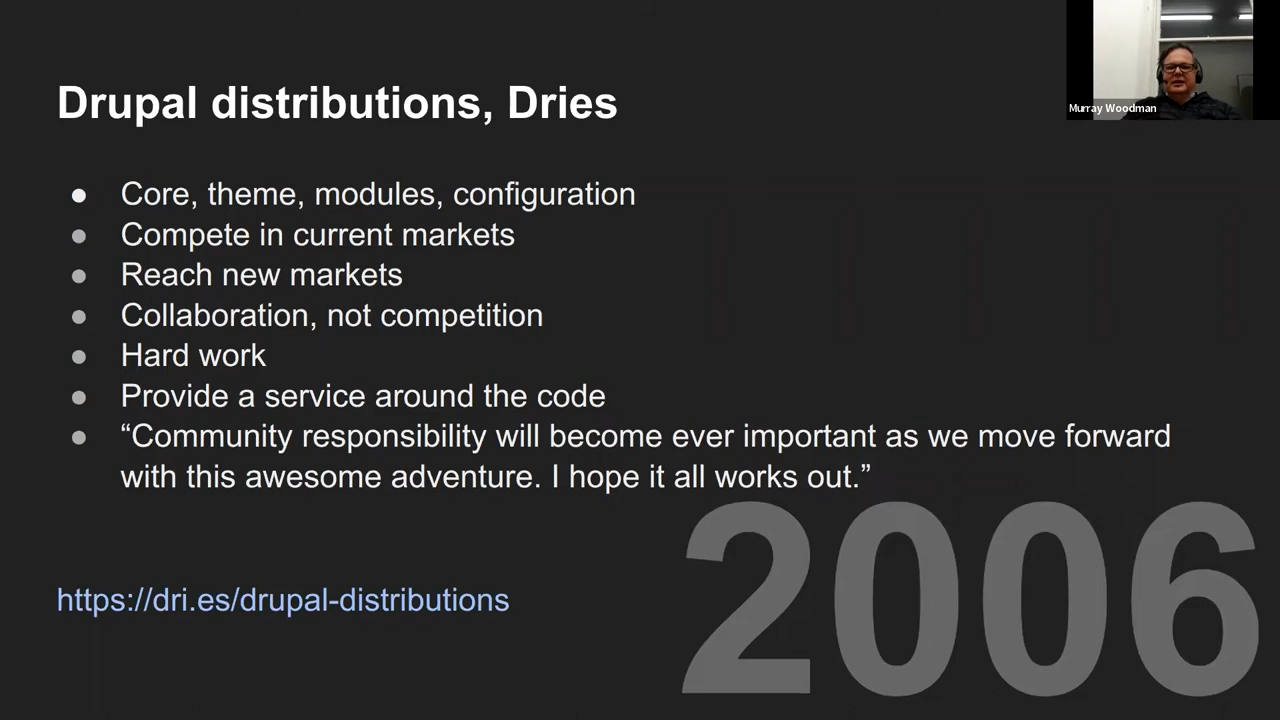 Murray Woodman
Drupal distributions, Dries
● Core, theme, modules, configuration
● Compete in current markets
● Reach new markets
● Collaboration, not competition
● Hard work
● Provide a service around the code
● “Community responsibility will become ever important as we move forward
with this awesome adventure. I hope it all works out.”
2006
https://dri.es/drupal-distributions